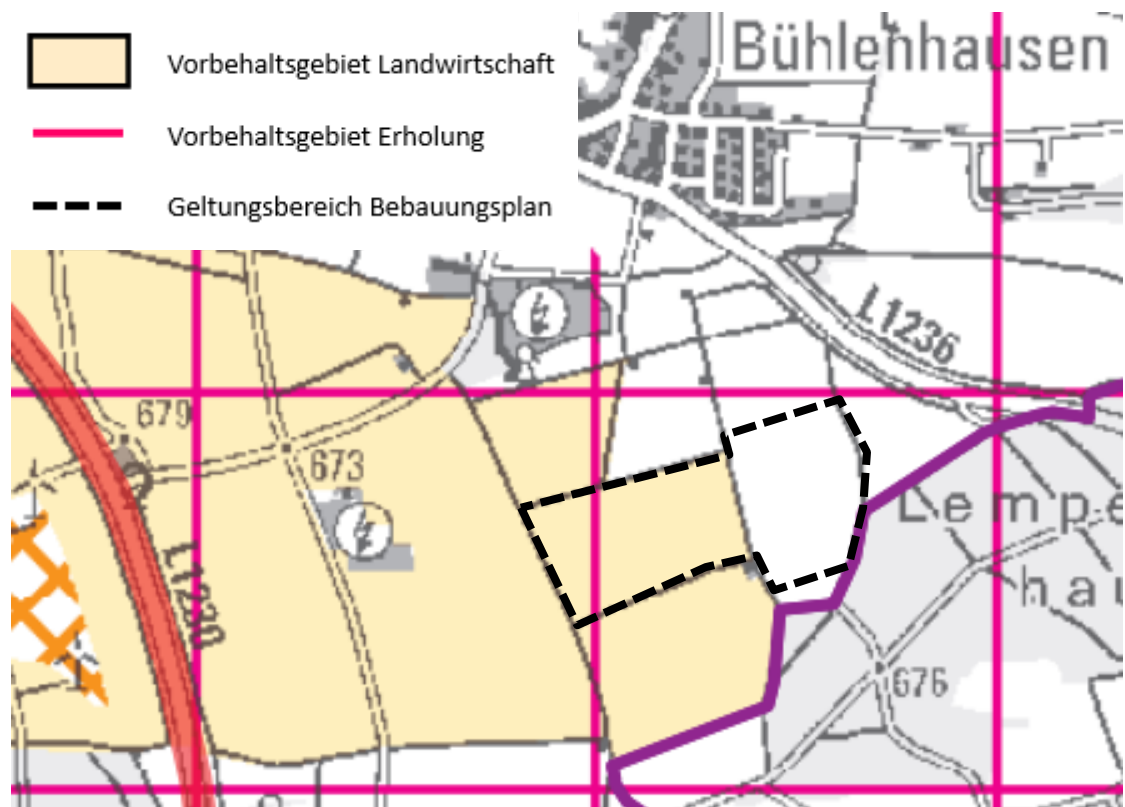 Vorbehaltsgebiet Landwirtschaft
Vorbehaltsgebiet Erholung
Geltungsbereich Bebauungsplan
Bühlenhausen
L1236
679
673
L1230
Lempe
hau
676